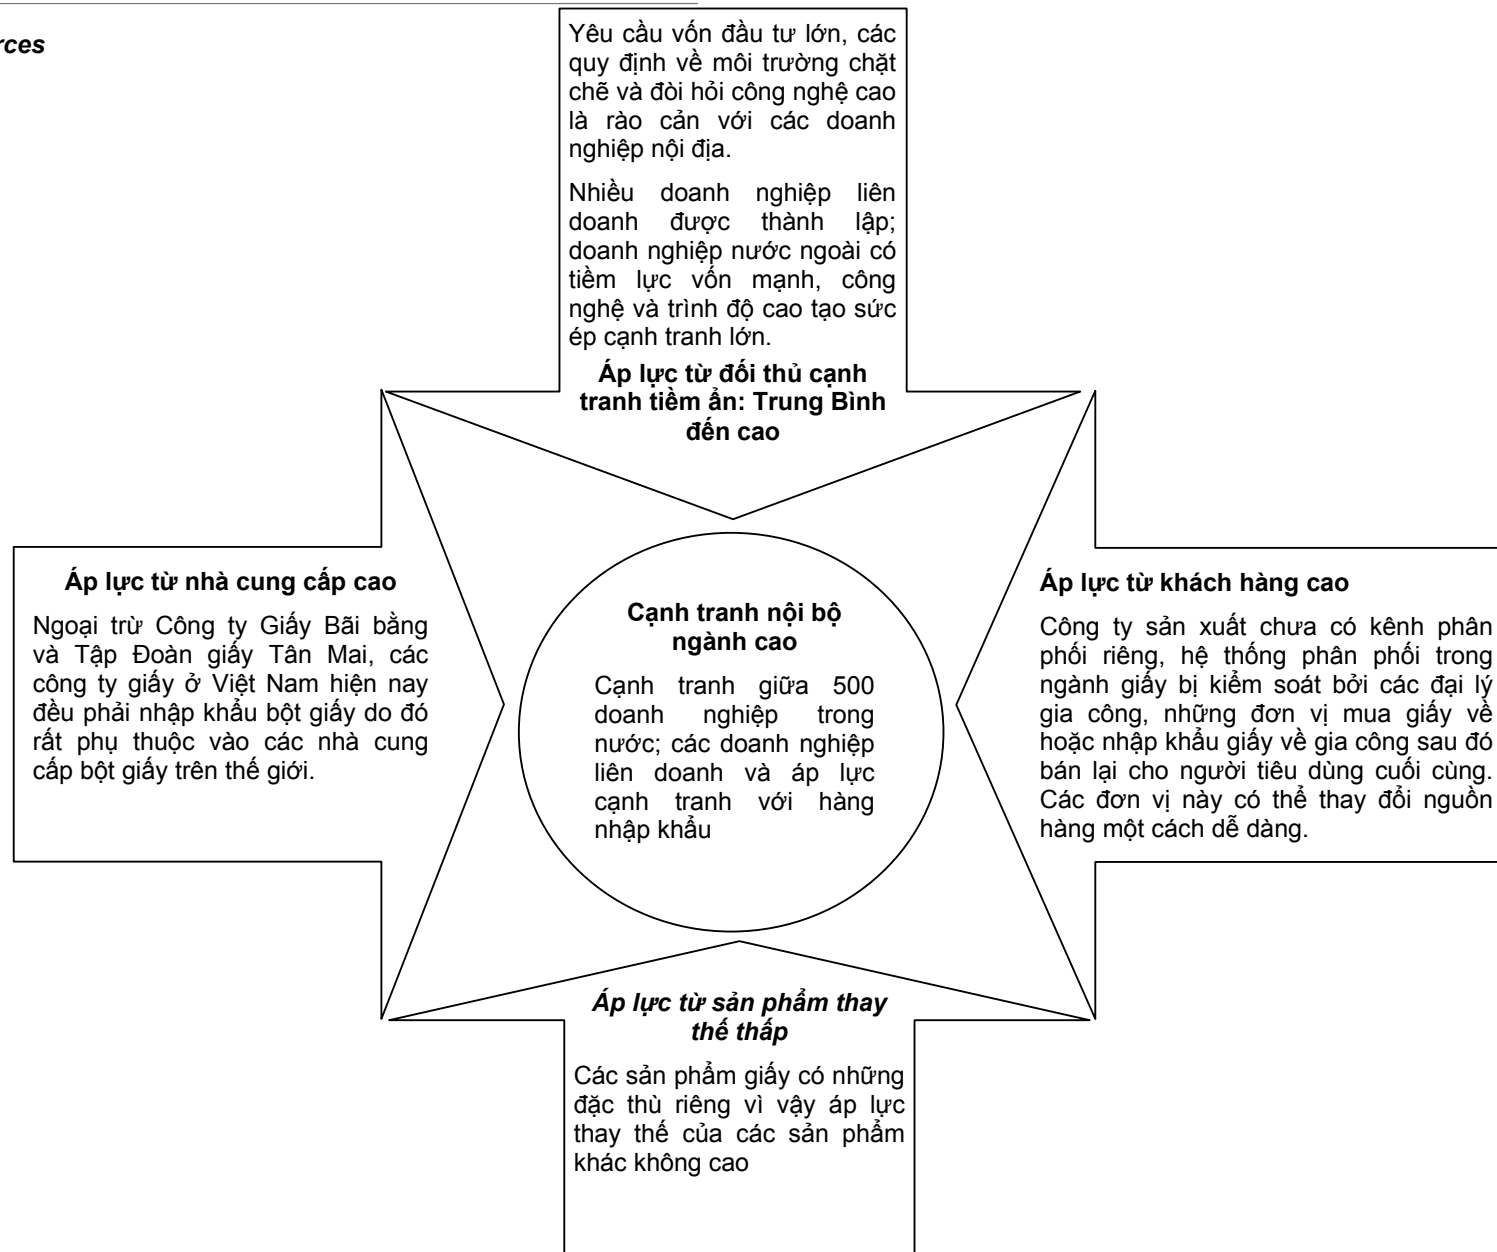 rces
Yêu cầu vốn đầu tư lớn, các
quy định về môi trường chặt
chẽ và đòi hỏi công nghệ cao
là rào cản với các doanh
nghiệp nội địa.
Nhiều doanh nghiệp liên
doanh được thành lập;
doanh nghiệp nước ngoài có
tiềm lực vốn mạnh, công
nghệ và trình độ cao tạo sức
ép cạnh tranh lớn.
Áp lực từ đối thủ cạnh
tranh tiềm ẩn: Trung Bình
đến cao
Áp lực từ nhà cung cấp cao
Ngoại trừ Công ty Giấy Bãi bằng
và Tập Đoàn giấy Tân Mai, các
công ty giấy ở Việt Nam hiện nay
đều phải nhập khẩu bột giấy do đó
rất phụ thuộc vào các nhà cung
cấp bột giấy trên thế giới.
Cạnh tranh nội bộ
ngành cao
Cạnh tranh giữa 500
doanh nghiệp trong
nước; các doanh nghiệp
liên doanh và áp lực
cạnh tranh với hàng
nhập khẩu
Áp lực từ khách hàng cao
Công ty sản xuất chưa có kênh phân
phối riêng, hệ thống phân phối trong
ngành giấy bị kiểm soát bởi các đại lý
gia công, những đơn vị mua giấy về
hoặc nhập khẩu giấy về gia công sau đó
bán lại cho người tiêu dùng cuối cùng.
Các đơn vị này có thể thay đổi nguồn
hàng một cách dễ dàng.
Áp lực từ sản phẩm thay
thế thấp
Các sản phẩm giấy có những
đặc thù riêng vì vậy áp lực
thay thế của các sản phẩm
khác không cao